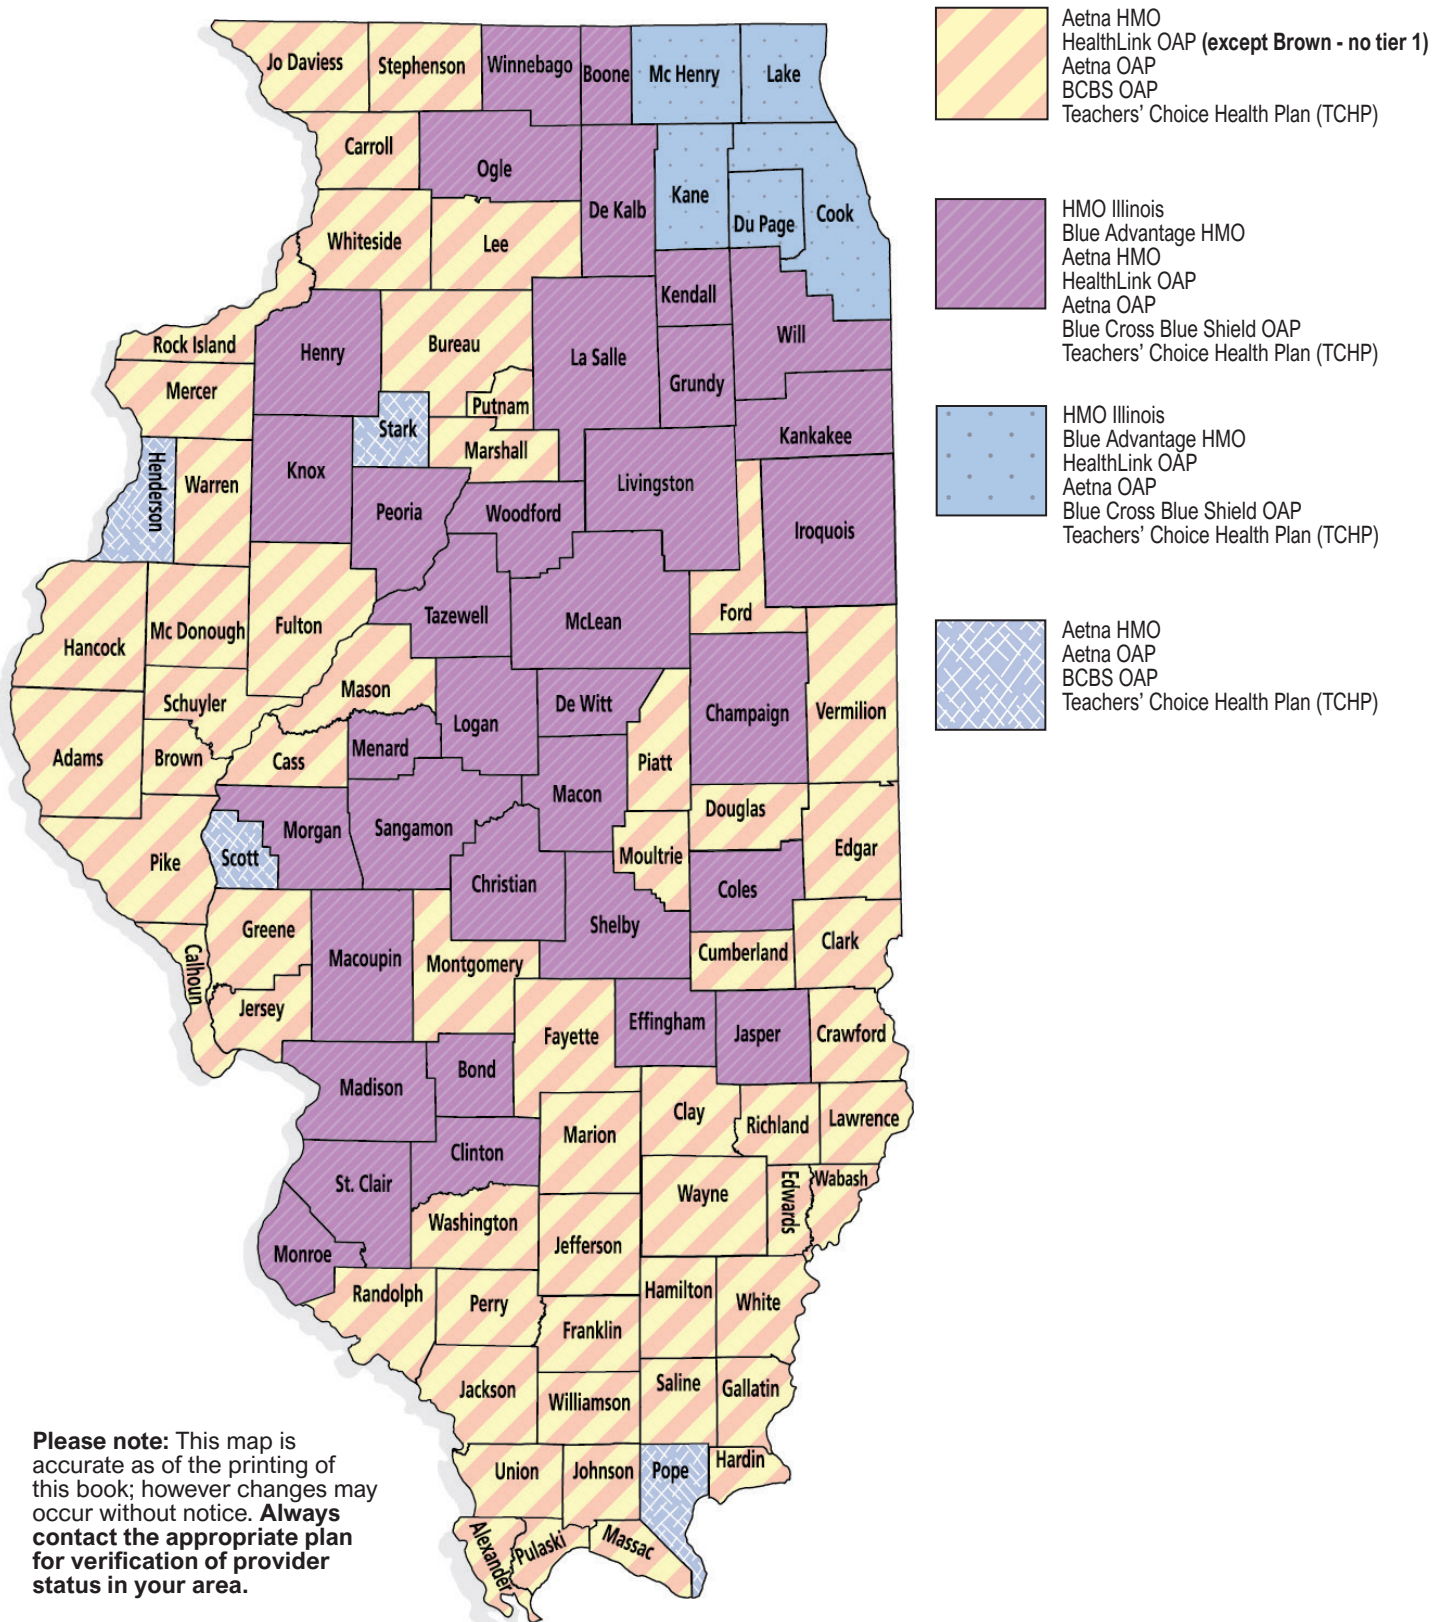 Jo Daviess
Stephenson
Winnebago
Boone
Mc Henry
Lake
Carroll
Ogle
De Kalb
Kane
Du Page
Cook
Whiteside
Lee
Kendall
Will
Rock Island
Henry
Bureau
La Salle
Grundy
Mercer
Putnam
Stark
Kankakee
Henderson
Warren
Knox
Marshall
Peoria
Woodford
Livingston
Iroquois
Hancock
Mc Donough
Fulton
Tazewell
McLean
Ford
Schuyler
Mason
Logan
De Witt
Champaign
Vermilion
Adams
Brown
Cass
Menard
Piatt
Macon
Douglas
Pike
Scott
Morgan
Sangamon
Christian
Moultrie
Edgar
Coles
Greene
Macoupin
Shelby
Montgomery
Cumberland
Clark
Calhoun
Jersey
Fayette
Effingham
Jasper
Crawford
Madison
Bond
Clay
Richland
Lawrence
Marion
Clinton
St. Clair
Wayne
Edwards
Wabash
Washington
Jefferson
Monroe
Randolph
Perry
Hamilton
White
Franklin
Jackson
Williamson
Saline
Gallatin
Union
Johnson
Pope
Hardin
Alexander
Pulaski
Massac
Aetna HMO
HealthLink OAP (except Brown - no tier 1)
Aetna OAP
BCBS OAP
Teachers’ Choice Health Plan (TCHP)
HMO Illinois
Blue Advantage HMO
Aetna HMO
HealthLink OAP
Aetna OAP
Blue Cross Blue Shield OAP
Teachers’ Choice Health Plan (TCHP)
HMO Illinois
Blue Advantage HMO
HealthLink OAP
Aetna OAP
Blue Cross Blue Shield OAP
Teachers’ Choice Health Plan (TCHP)
Aetna HMO
Aetna OAP
BCBS OAP
Teachers’ Choice Health Plan (TCHP)
Please note: This map is
accurate as of the printing of
this book; however changes may
occur without notice. Always
contact the appropriate plan
for verification of provider
status in your area.